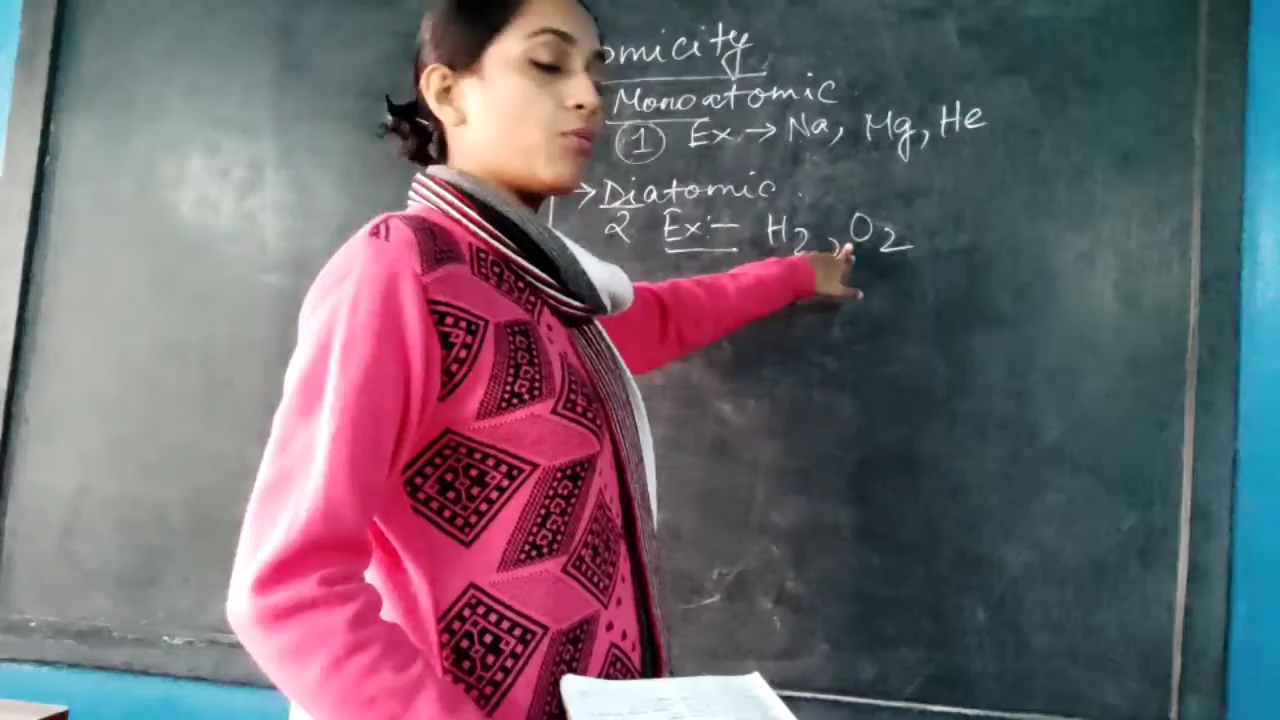 omicity
Monoatomic
1 Ex → Na, Mg, He
→ Diatomic .
2 Ex:- H2, O2